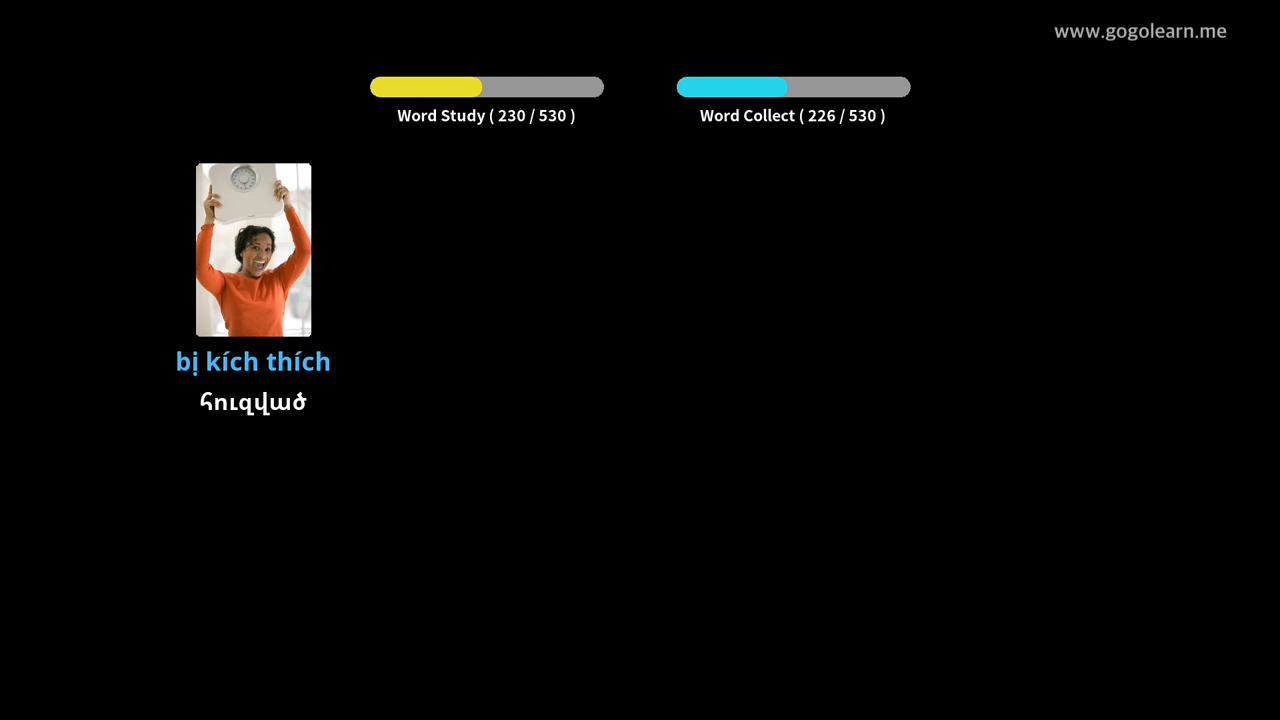 www.gogolearn.me
Word Study ( 230 / 530 )
Word Collect ( 226 / 530 )
bị kích thích
հուզված